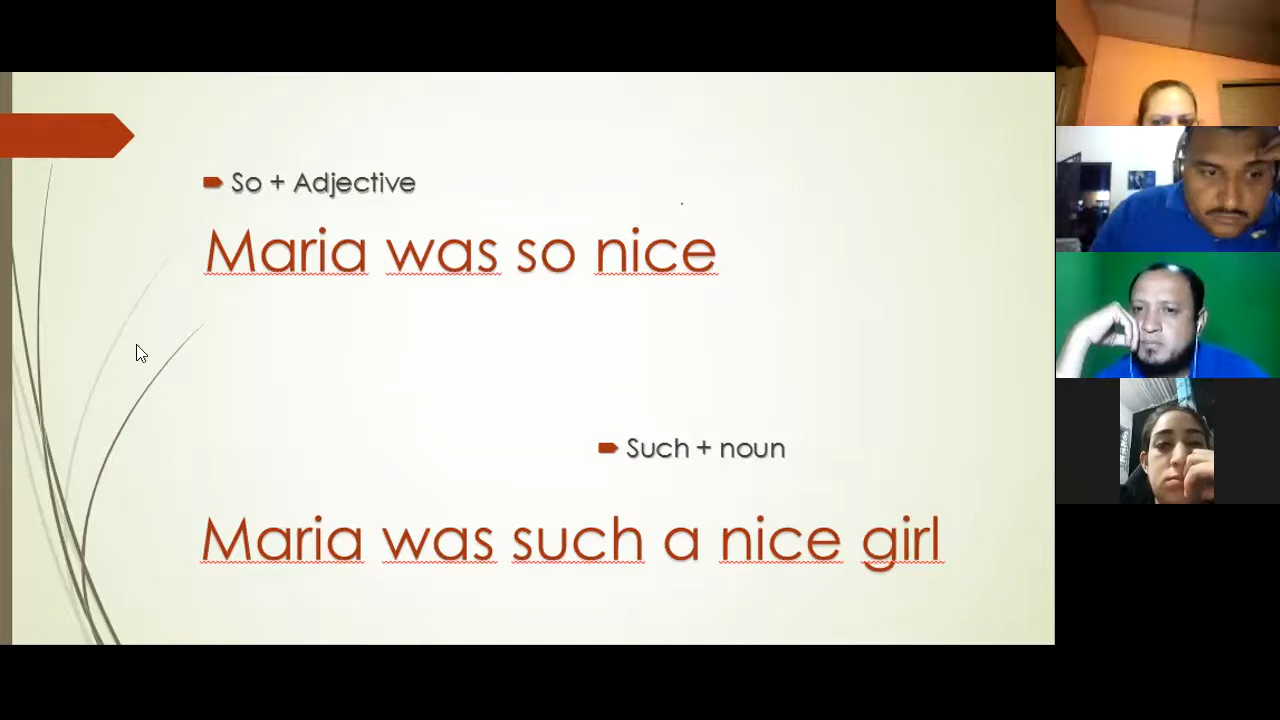 So + Adjective
Maria was so nice
Such + noun
Maria was such a nice girl